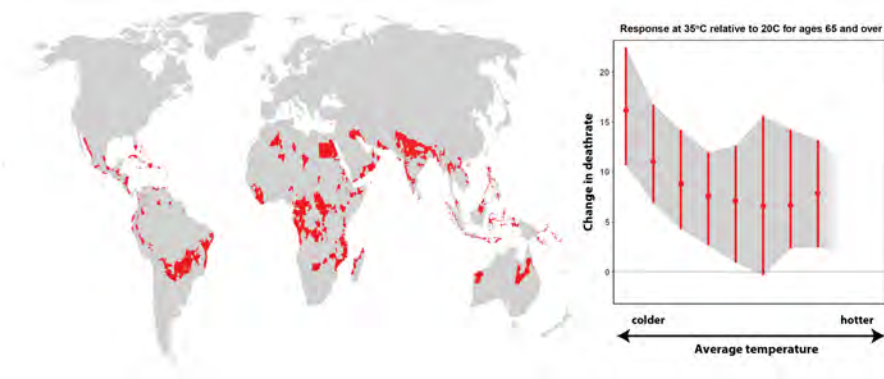 Response at 35°C relative to 20C for ages 65 and over
Change in deathrate
20
15
10
5
0
colder hotter
Average temperature